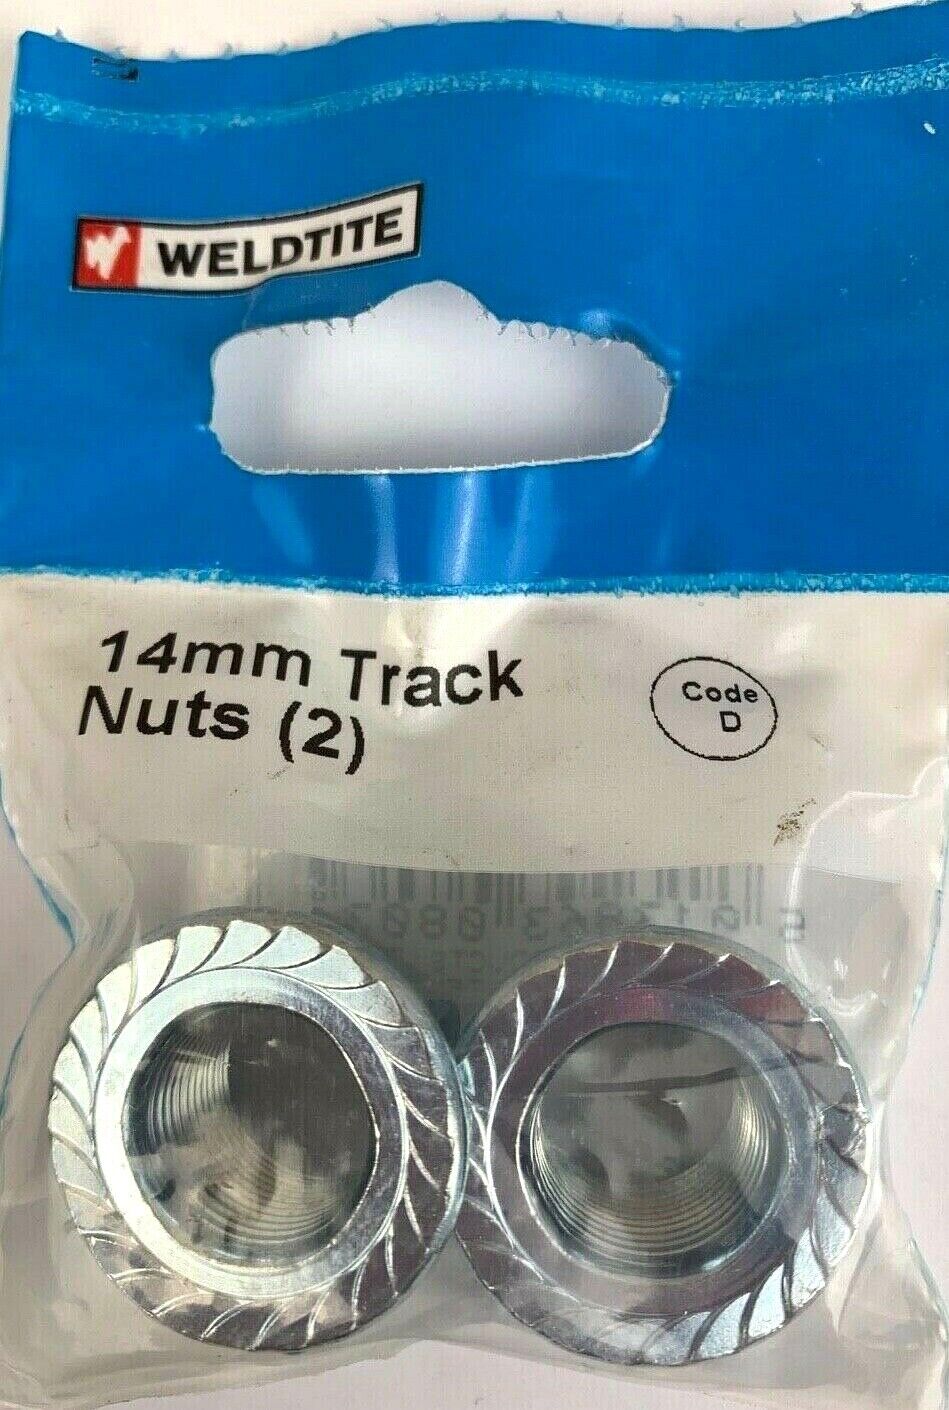 WELDTITE
14mm Track
Nuts (2)
Code
D